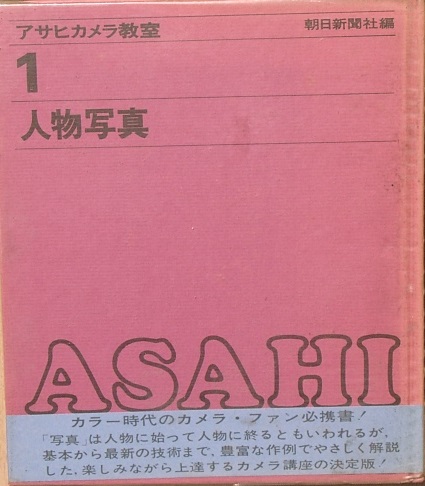 アサヒカメラ教室
朝日新聞社編
1
人物写真
ASAHI
カラー時代のカメラ・ファン必携書！
「写真」は人物に始って人物に終るともいわれるが，
基本から最新の技術まで，豊富な作例でやさしく解説
した，楽しみながら上達するカメラ講座の決定版！